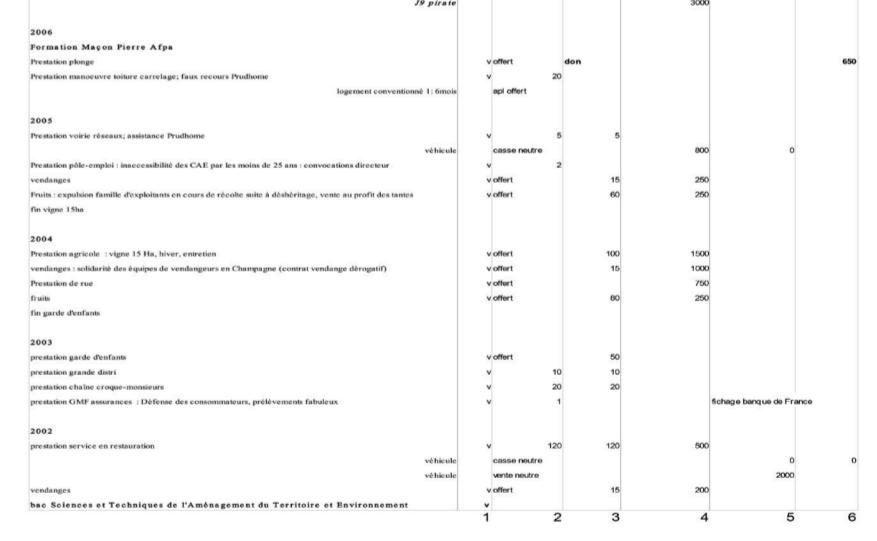 J9 pirate 3000
2006
Formation Maçon Pierre Afpa
Prestation plonge v offert don 650
Prestation manoeuvre toiture carrelage; faux recours Prudhome v 20
logement conventionné 1: 6mois apl offert
2005
Prestation voirie réseaux; assistance Prudhome v 5 5
véhicule casse neutre 800 0
Prestation pôle-emploi : inaccessibilité des CAE par les moins de 25 ans : convocations directeur v 2
vendanges v offert 15 250
Fruits : expulsion famille d'exploitants en cours de récolte suite à déshéritage, vente au profit des tantes v offert 60 250
fin vigne 15ha
2004
Prestation agricole : vigne 15 Ha, hiver, entretien v offert 100 1500
vendanges : solidarité des équipes de vendangeurs en Champagne (contrat vendange dérogatif) v offert 15 1000
Prestation de rue v offert 750
fruits v offert 80 250
fin garde d'enfants
2003
prestation garde d'enfants v offert 50
prestation grande distri v 10 10
prestation chaîne croque-monsieurs v 20 20
prestation GMF assurances : Défense des consommateurs, prélèvements fabuleux v 1 fichage banque de France
2002
prestation service en restauration v 120 120 500
véhicule casse neutre 0 0
véhicule vente neutre 2000
vendanges v offert 15 200
bac Sciences et Techniques de l'Aménagement du Territoire et Environnement v
1 2 3 4 5 6